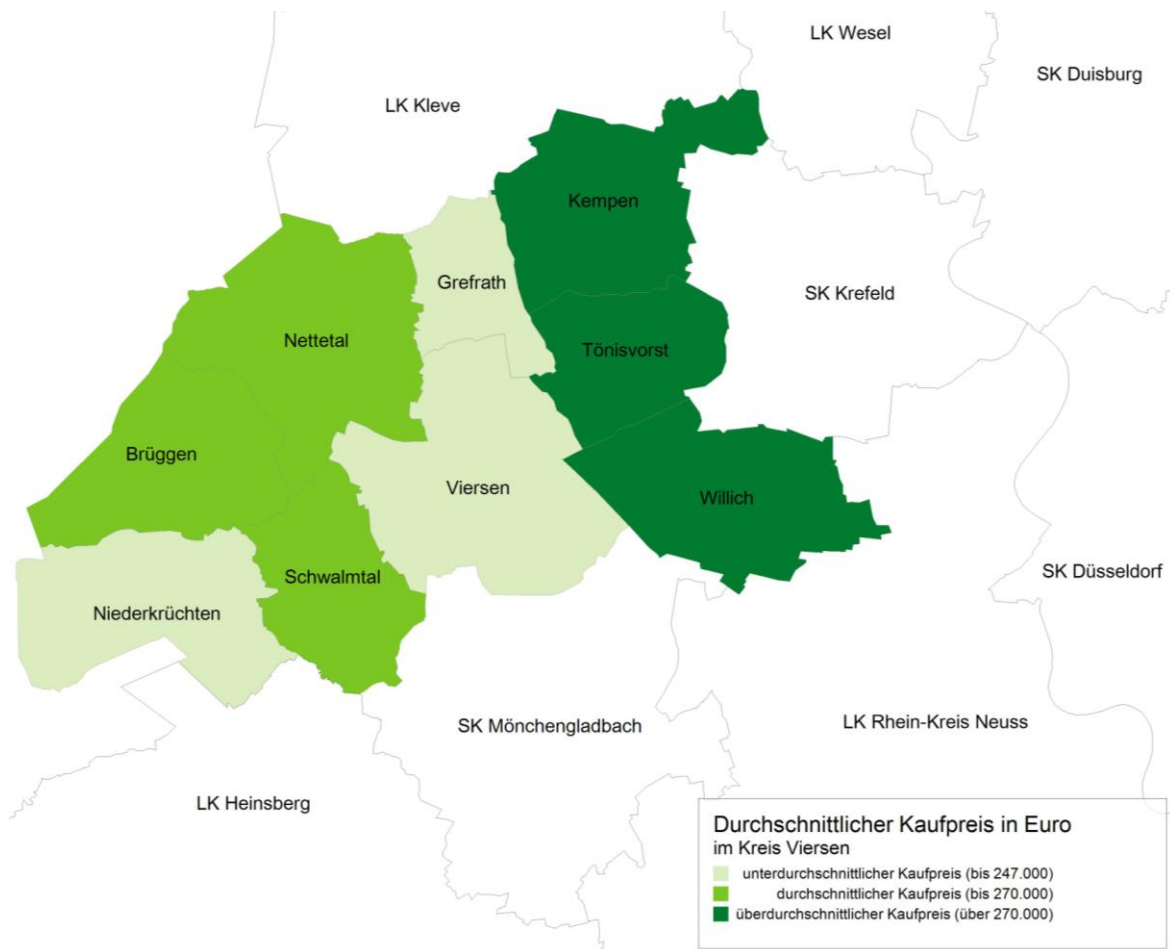 LK Wesel
SK Duisburg
LK Kleve
Kempen
Grefrath
SK Krefeld
Nettetal
Tönisvorst
Brüggen
Viersen
Willich
Schwalmtal
SK Düsseldorf
Niederkrüchten
SK Mönchengladbach
LK Rhein-Kreis Neuss
LK Heinsberg
Durchschnittlicher Kaufpreis in Euro
im Kreis Viersen
unterdurchschnittlicher Kaufpreis (bis 247.000)
durchschnittlicher Kaufpreis (bis 270.000)
überdurchschnittlicher Kaufpreis (über 270.000)